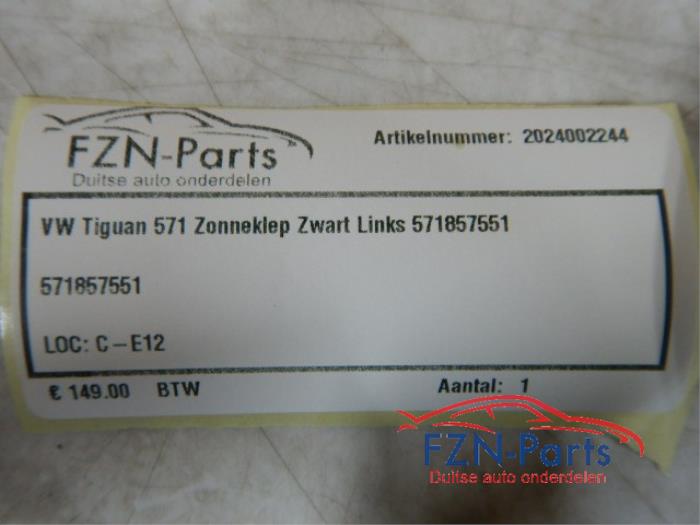 FZN-Parts
Duitse auto onderdelen
Artikelnummer: 2024002244
VW Tiguan 571 Zonneklep Zwart Links 571857551
571857551
LOC: C-E12
€ 149.00 BTW
Aantal: 1
FZN-Parts
Duitse auto onderdelen